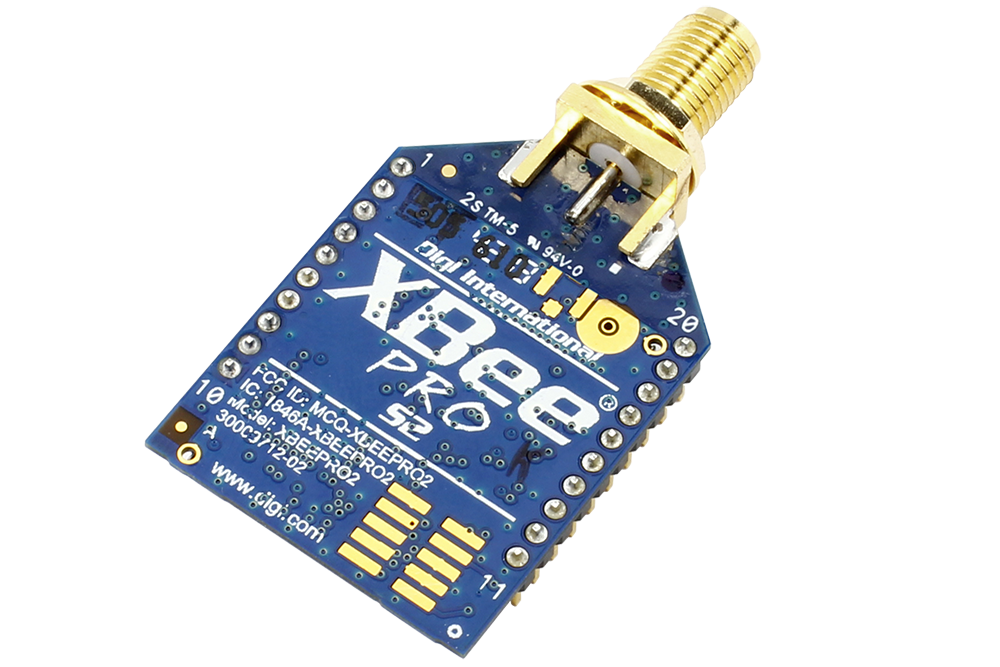 1
2S TM-5 94V-0
Digi International
XBee®
PRO
S2
20
FCC ID: MCQ-XBEEPRO2
IC: 1846A-XBEEPRO2
Model: XBEEPRO2
30003712-02
10
A
www.digi.com
11
K